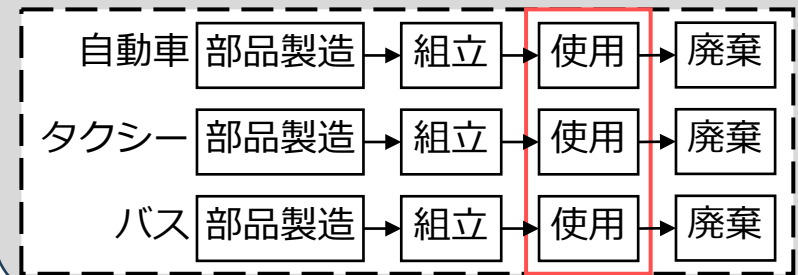 自動車 部品製造 組立 使用 廃棄
タクシー 部品製造 組立 使用 廃棄
バス 部品製造 組立 使用 廃棄